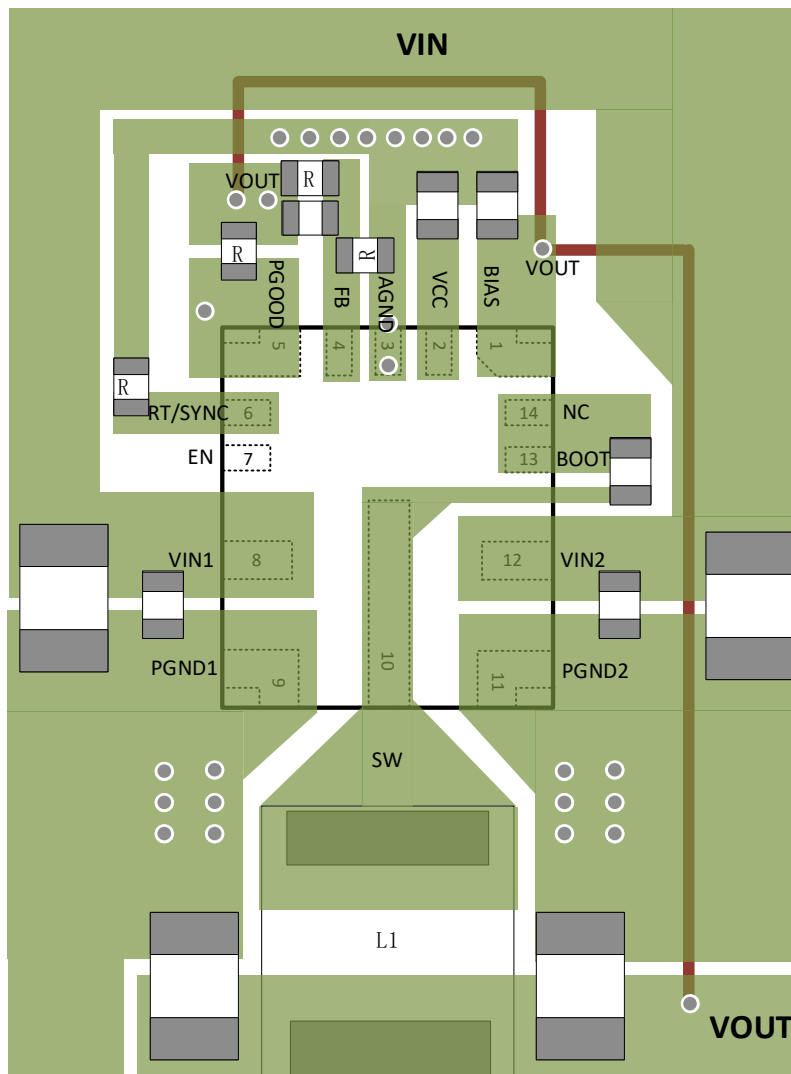 VIN
VOUT
R
R
R
PGOOD
FB
AGND
VCC
BIAS
VOUT
5
4
3
2
1
R
RT/SYNC
6
14
NC
EN
7
13
BOOT
VIN1
8
12
VIN2
PGND1
9
10
11
PGND2
SW
L1
VOUT